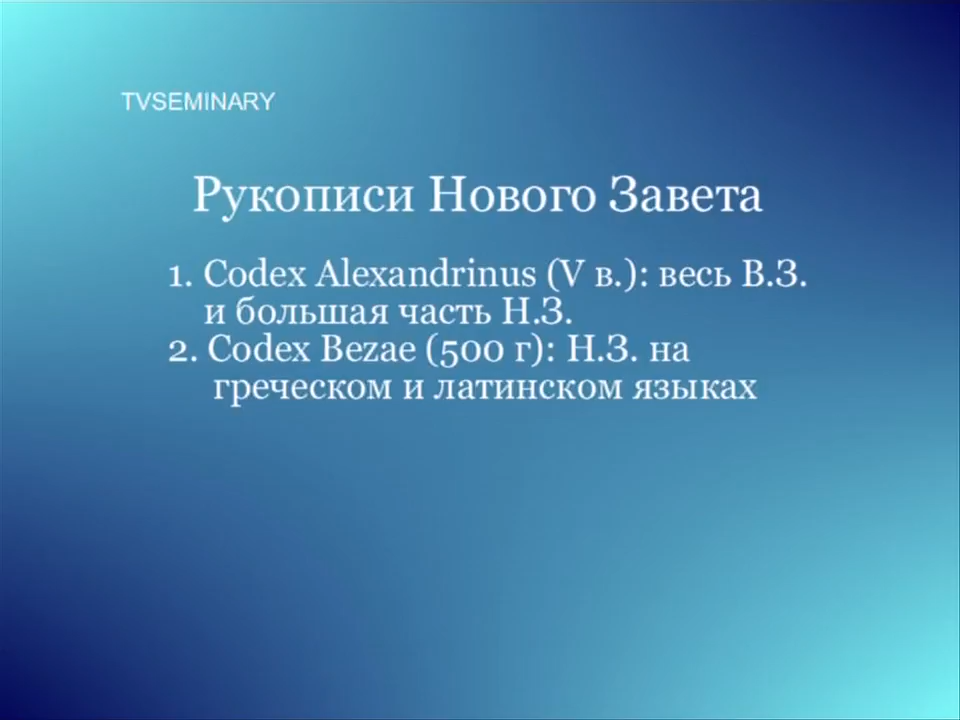 TVSEMINARY
Рукописи Нового Завета
1. Codex Alexandrinus (V в.): весь В.З.
и большая часть Н.З.
2. Codex Bezae (500 г): Н.З. на
греческом и латинском языках